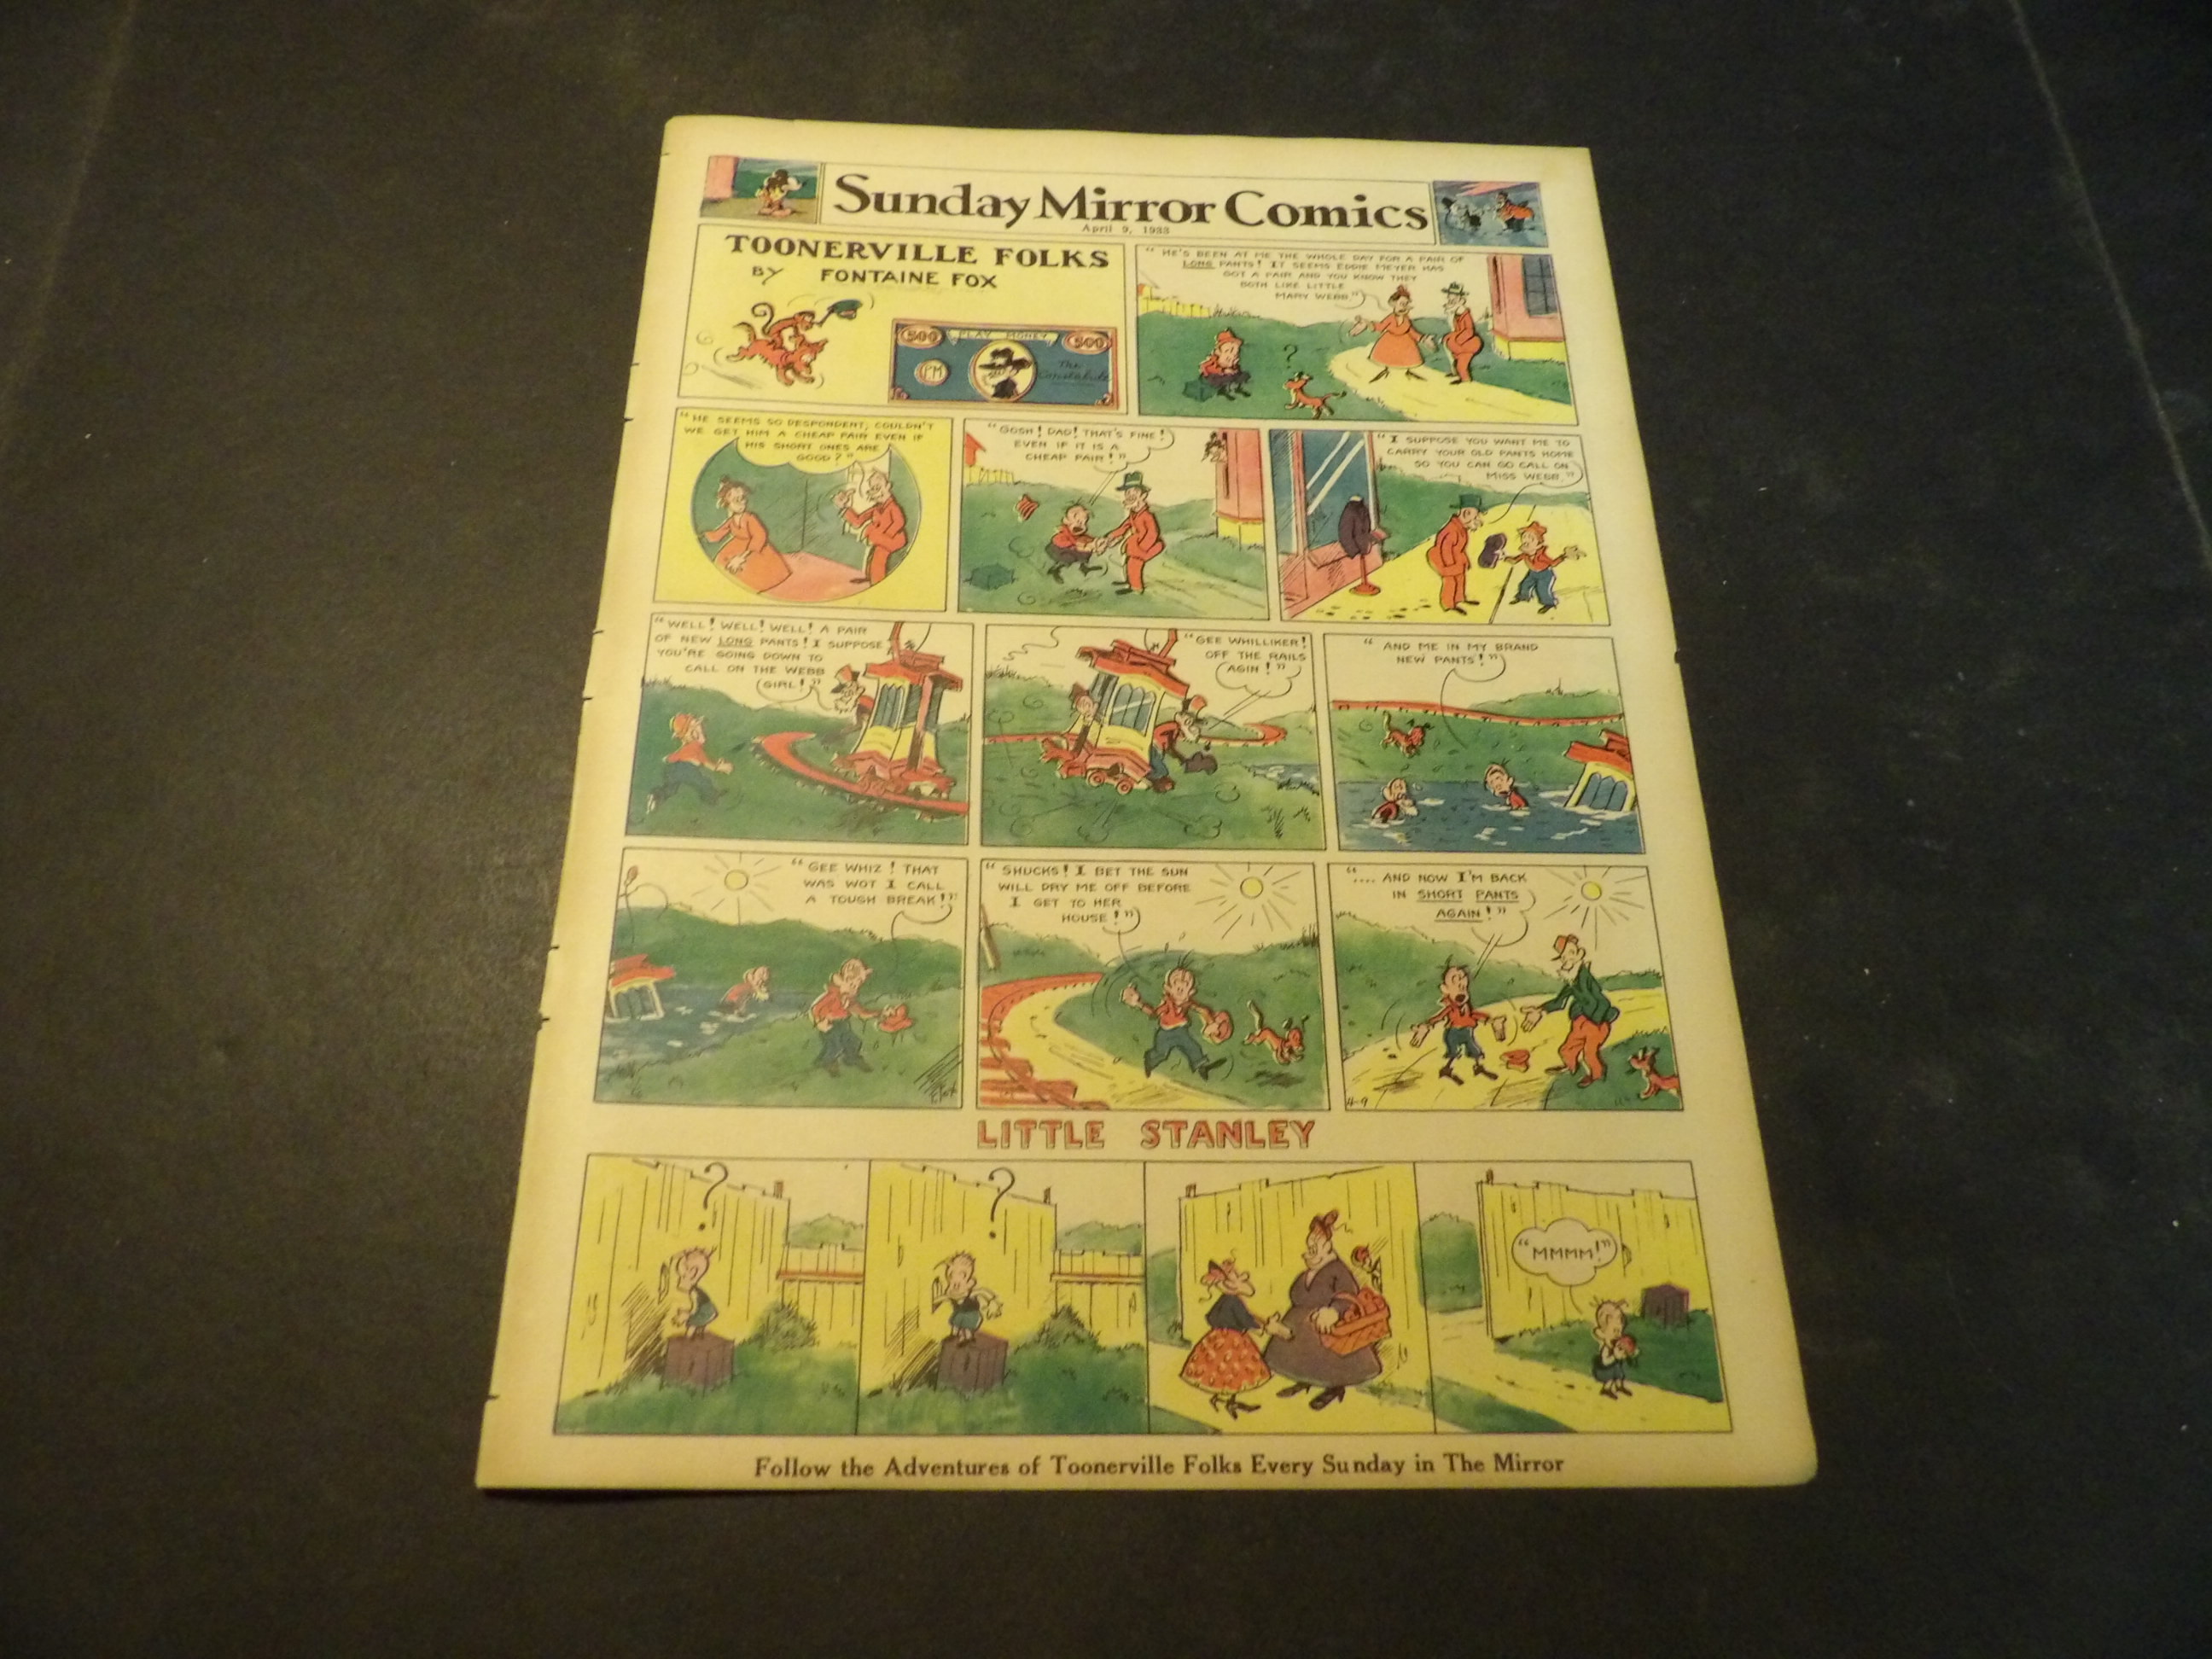 Sunday Mirror Comics
April 9, 1933
TOONERVILLE FOLKS
BY FONTAINE FOX
500 PLAY MONEY 500
PM
The
"HE'S BEEN AT ME THE WHOLE DAY FOR A PAIR OF
LONG PANTS! IT SEEMS EDDIE MEYER HAS
GOT A PAIR AND YOU KNOW THEY
BOTH LIKE LITTLE
MARY WEBB."
?
"HE SEEMS SO DESPONDENT, COULDN'T
WE GET HIM A CHEAP PAIR EVEN IF
HIS SHORT ONES ARE
GOOD?"
"GOSH! DAD! THAT'S FINE!
EVEN IF IT IS A
CHEAP PAIR!"
"I SUPPOSE YOU WANT ME TO
CARRY YOUR OLD PANTS HOME
SO YOU CAN GO CALL ON
MISS WEBB."
"WELL! WELL! WELL! A PAIR
OF NEW LONG PANTS! I SUPPOSE
YOU'RE GOING DOWN TO
CALL ON THE WEBB
GIRL!"
"GEE WHILLIKER!
OFF THE RAILS
AGIN!"
"AND ME IN MY BRAND
NEW PANTS!"
"GEE WHIZ! THAT
WAS WOT I CALL
A TOUGH BREAK!"
Fox
"SHUCKS! I BET THE SUN
WILL DRY ME OFF BEFORE
I GET TO HER
HOUSE!"
".... AND NOW I'M BACK
IN SHORT PANTS
AGAIN!"
4-9
LITTLE STANLEY
?
?
"MMMM!"
Follow the Adventures of Toonerville Folks Every Sunday in The Mirror